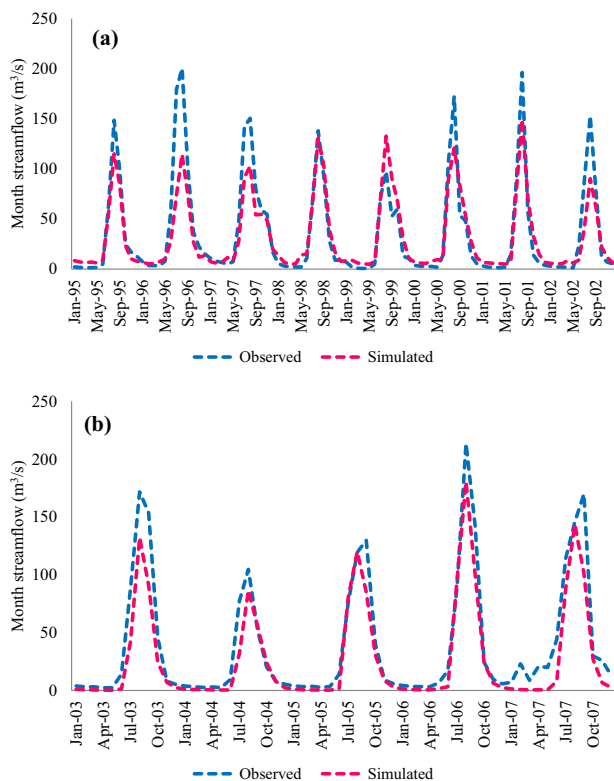 (a)
Month streamflow (m³/s)
250
200
150
100
50
0
Jan-95
May-95
Sep-95
Jan-96
May-96
Sep-96
Jan-97
May-97
Sep-97
Jan-98
May-98
Sep-98
Jan-99
May-99
Sep-99
Jan-00
May-00
Sep-00
Jan-01
May-01
Sep-01
Jan-02
May-02
Sep-02
Observed Simulated
(b)
Month streamflow (m³/s)
250
200
150
100
50
0
Jan-03
Apr-03
Jul-03
Oct-03
Jan-04
Apr-04
Jul-04
Oct-04
Jan-05
Apr-05
Jul-05
Oct-05
Jan-06
Apr-06
Jul-06
Oct-06
Jan-07
Apr-07
Jul-07
Oct-07
Observed Simulated